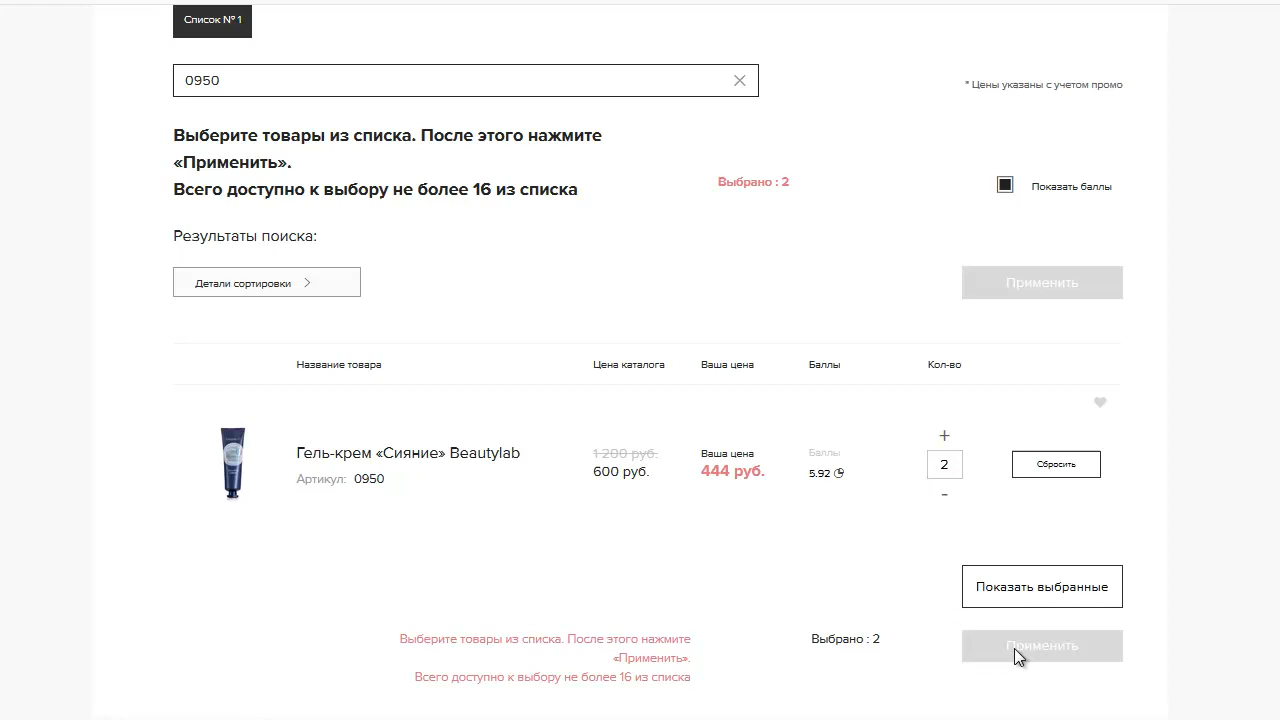 Список № 1
0950
* Цены указаны с учетом промо
Выберите товары из списка. После этого нажмите
«Применить».
Всего доступно к выбору не более 16 из списка
Выбрано : 2
Показать баллы
Результаты поиска:
Детали сортировки
Применить
Название товара
Цена каталога
Ваша цена
Баллы
Кол-во
+
Гель-крем «Сияние» Beautylab
Артикул: 0950
1 200 руб.
600 руб.
Ваша цена
444 руб.
Баллы
5.92
2
Сбросить
-
Показать выбранные
Выберите товары из списка. После этого нажмите
«Применить».
Всего доступно к выбору не более 16 из списка
Выбрано : 2
Применить